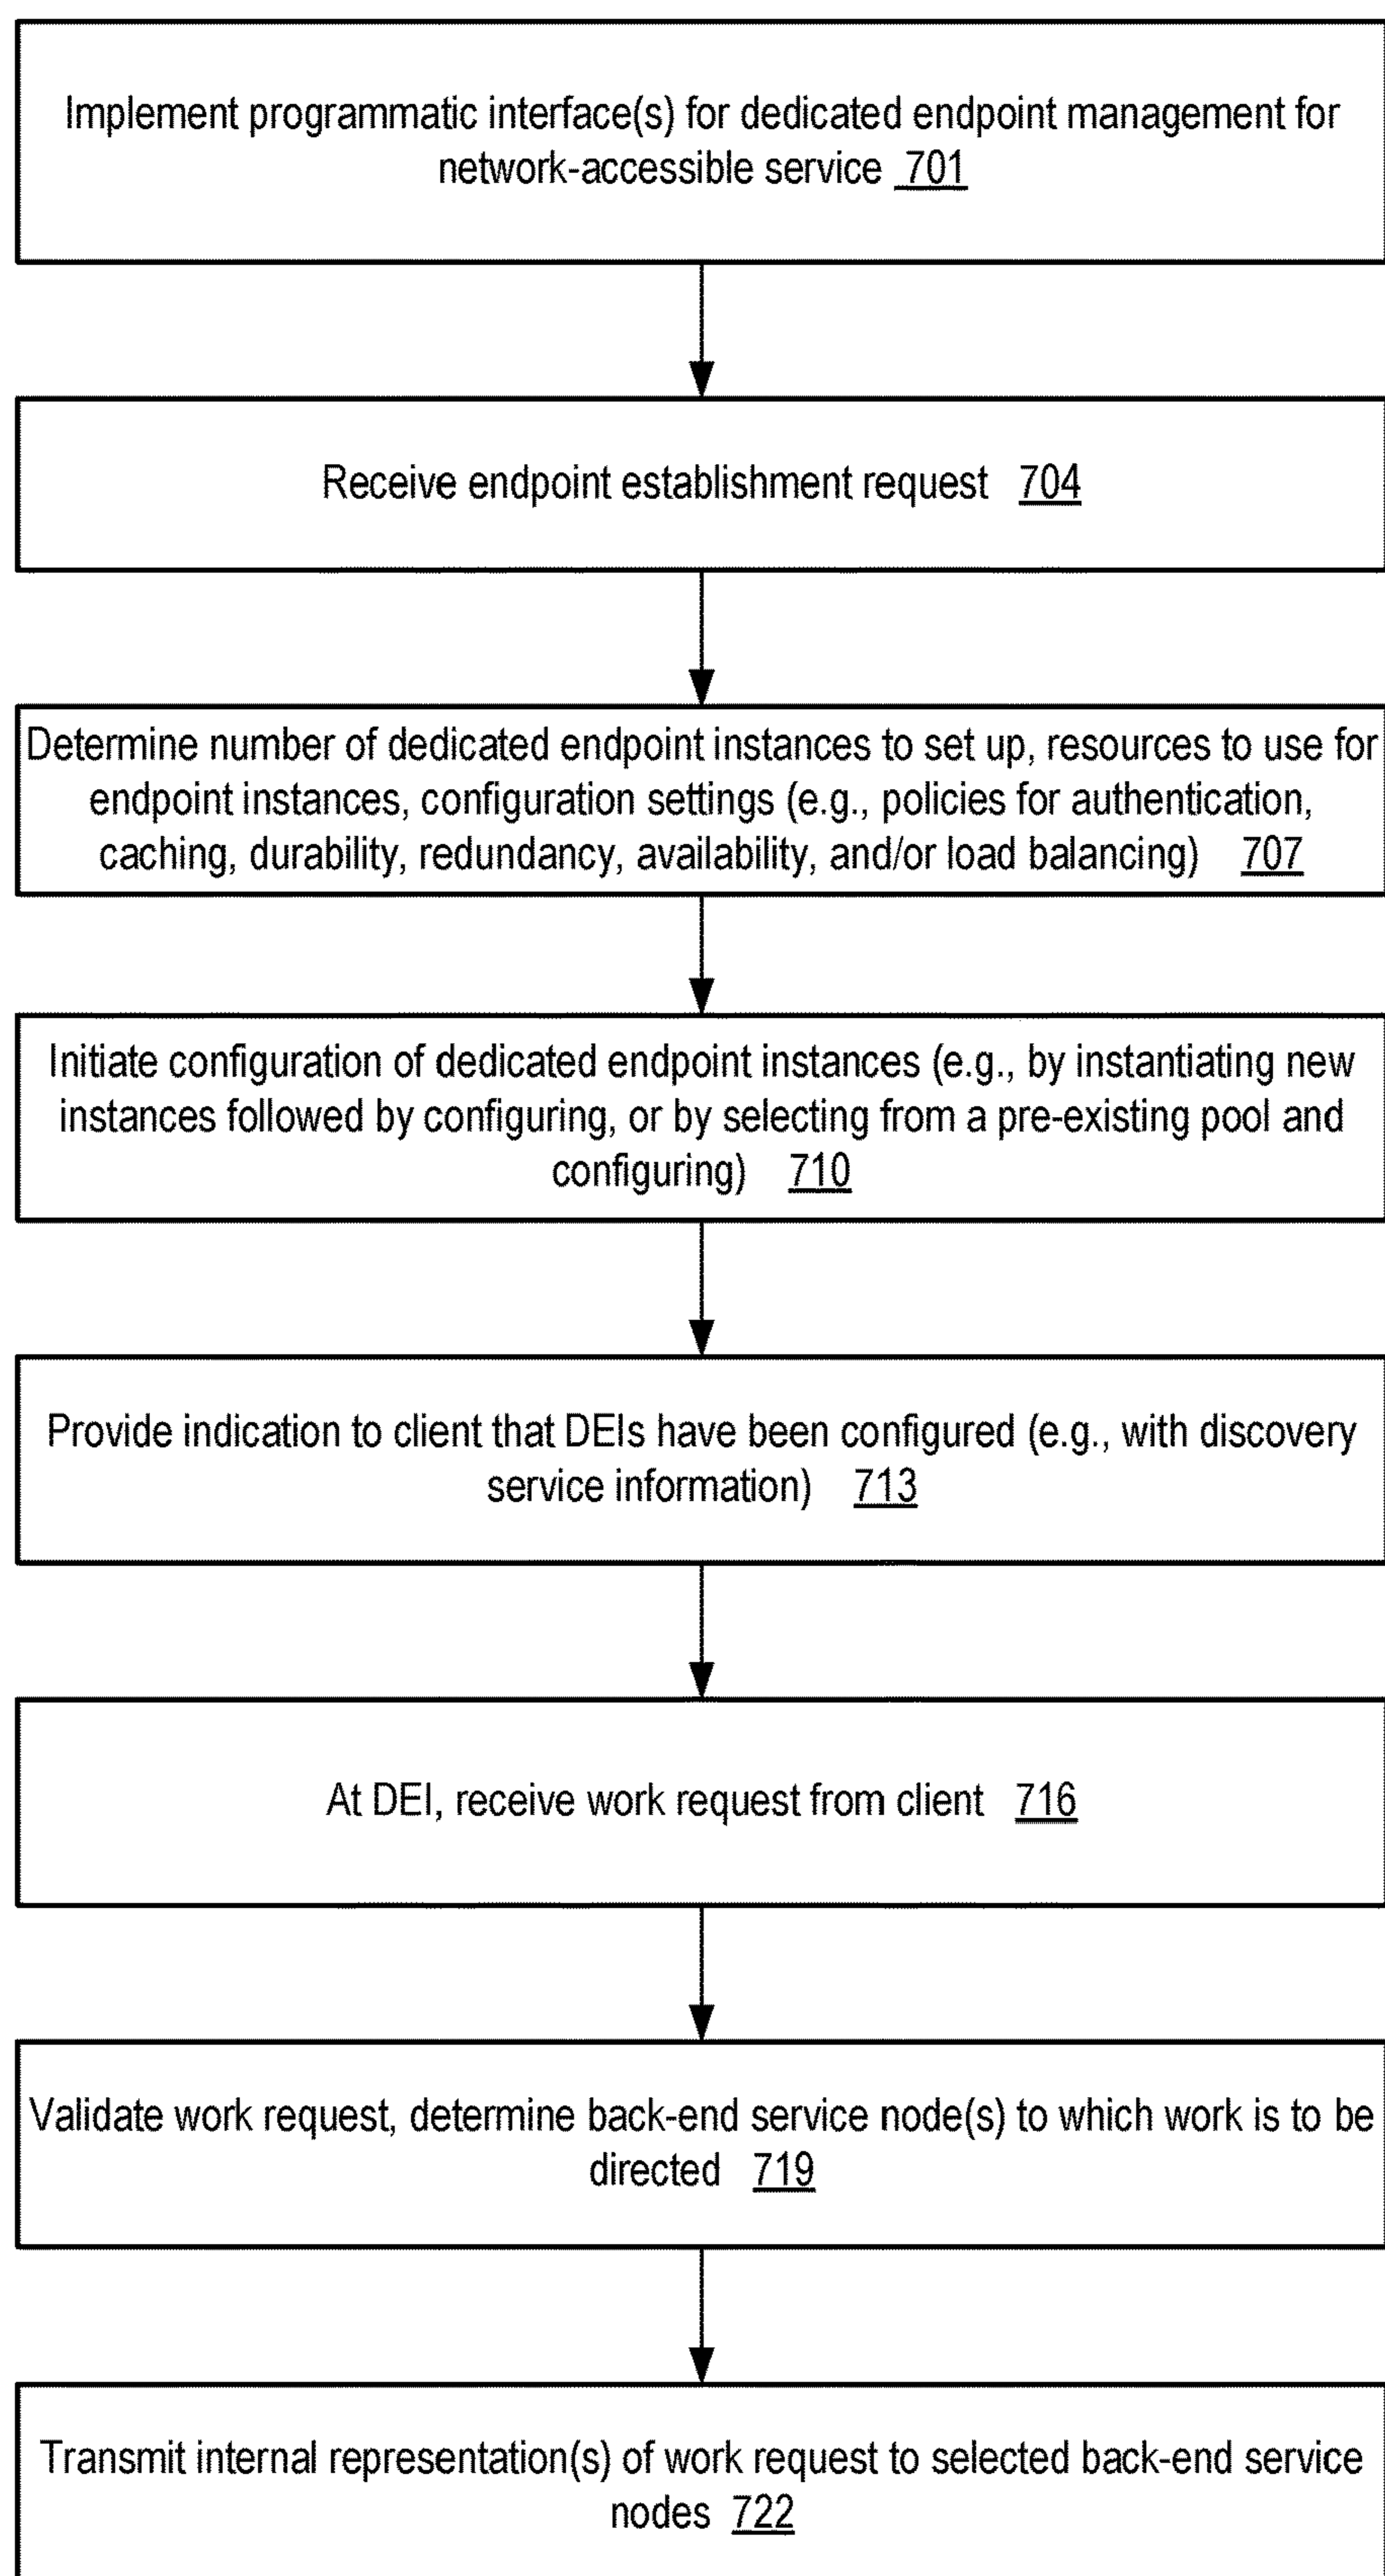 Implement programmatic interface(s) for dedicated endpoint management for
network-accessible service 701
Receive endpoint establishment request 704
Determine number of dedicated endpoint instances to set up, resources to use for
endpoint instances, configuration settings (e.g., policies for authentication,
caching, durability, redundancy, availability, and/or load balancing) 707
Initiate configuration of dedicated endpoint instances (e.g., by instantiating new
instances followed by configuring, or by selecting from a pre-existing pool and
configuring) 710
Provide indication to client that DEIs have been configured (e.g., with discovery
service information) 713
At DEI, receive work request from client 716
Validate work request, determine back-end service node(s) to which work is to be
directed 719
Transmit internal representation(s) of work request to selected back-end service
nodes 722